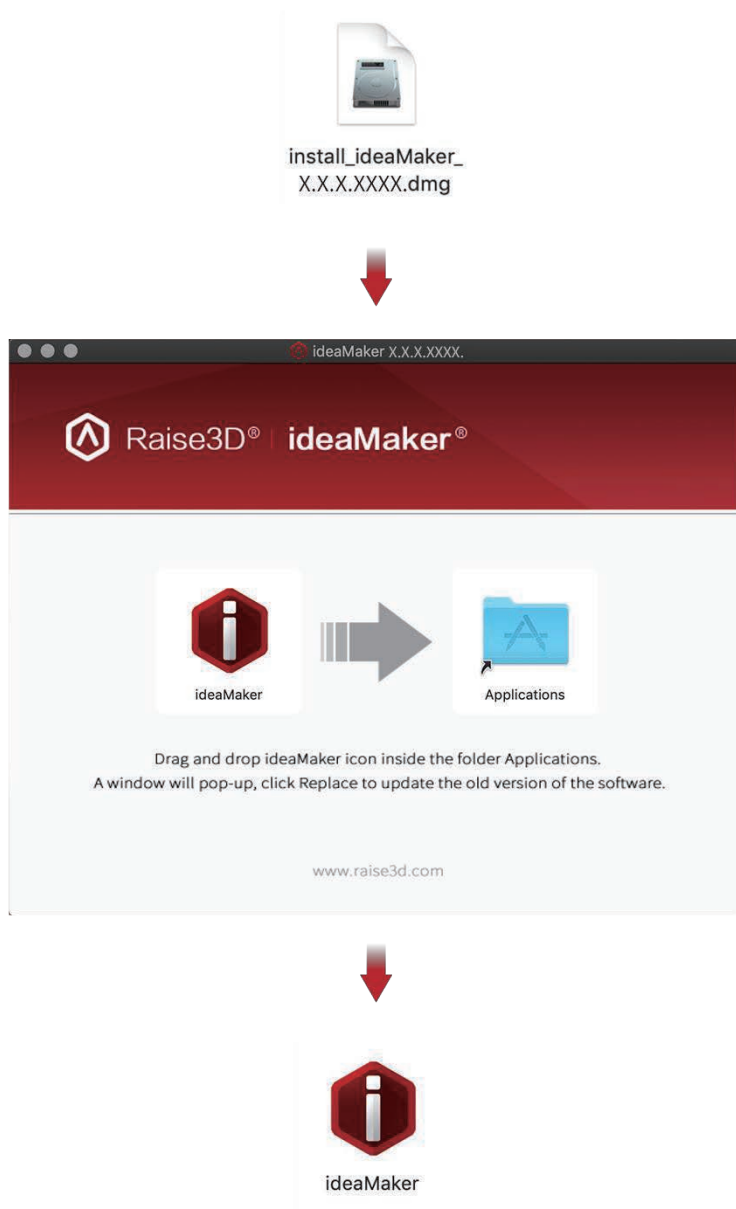 install_ideaMaker_
X.X.X.XXXX.dmg
ideaMaker X.X.X.XXXX.
Raise3D® | ideaMaker®
ideaMaker
Applications
Drag and drop ideaMaker icon inside the folder Applications.
A window will pop-up, click Replace to update the old version of the software.
www.raise3d.com
ideaMaker